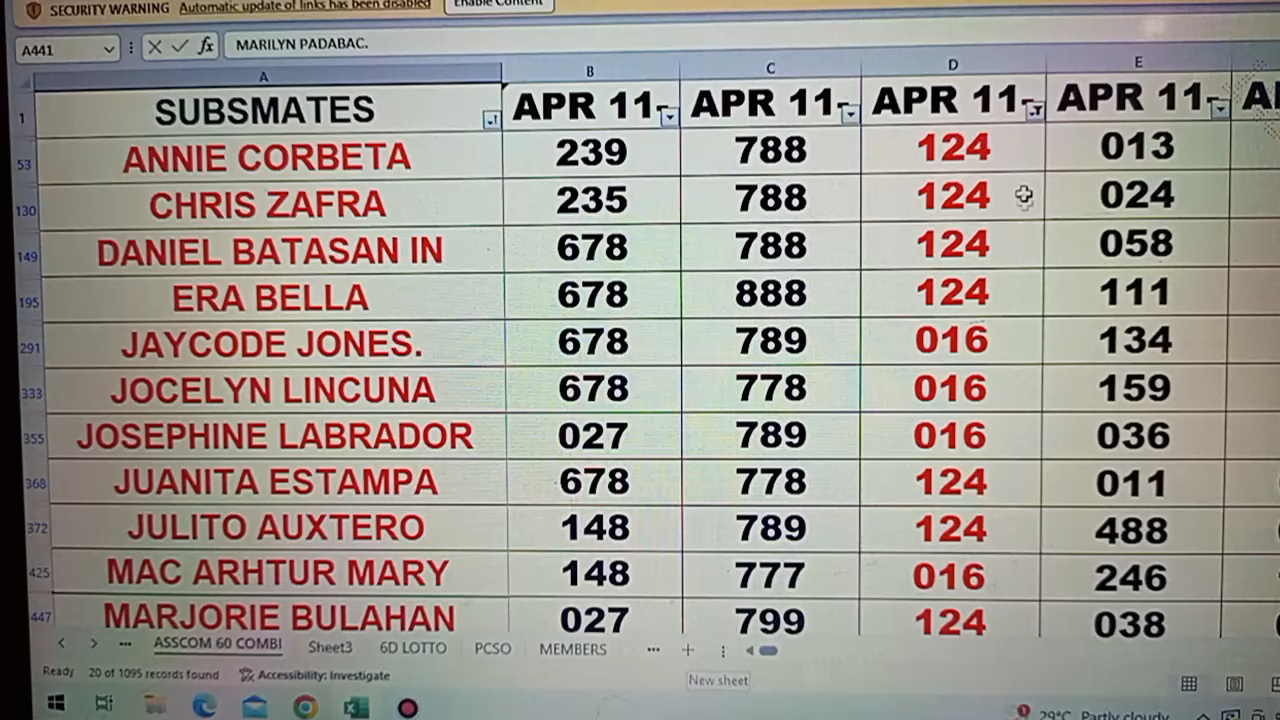 SECURITY WARNING Automatic update of links has been disabled Enable Content
A441 fx MARILYN PADABAC.
A B C D E
1 SUBSMATES APR 11- APR 11- APR 11- APR 11-
53 ANNIE CORBETA 239 788 124 013
130 CHRIS ZAFRA 235 788 124 024
149 DANIEL BATASAN IN 678 788 124 058
195 ERA BELLA 678 888 124 111
291 JAYCODE JONES. 678 789 016 134
333 JOCELYN LINCUNA 678 778 016 159
355 JOSEPHINE LABRADOR 027 789 016 036
368 JUANITA ESTAMPA 678 778 124 011
372 JULITO AUXTERO 148 789 124 488
425 MAC ARHTUR MARY 148 777 016 246
447 MARJORIE BULAHAN 027 799 124 038
... ASSCOM 60 COMBI Sheet3 6D LOTTO PCSO MEMBERS ... +
Ready 20 of 1095 records found Accessibility: Investigate
New sheet
29°C Partly cloudy